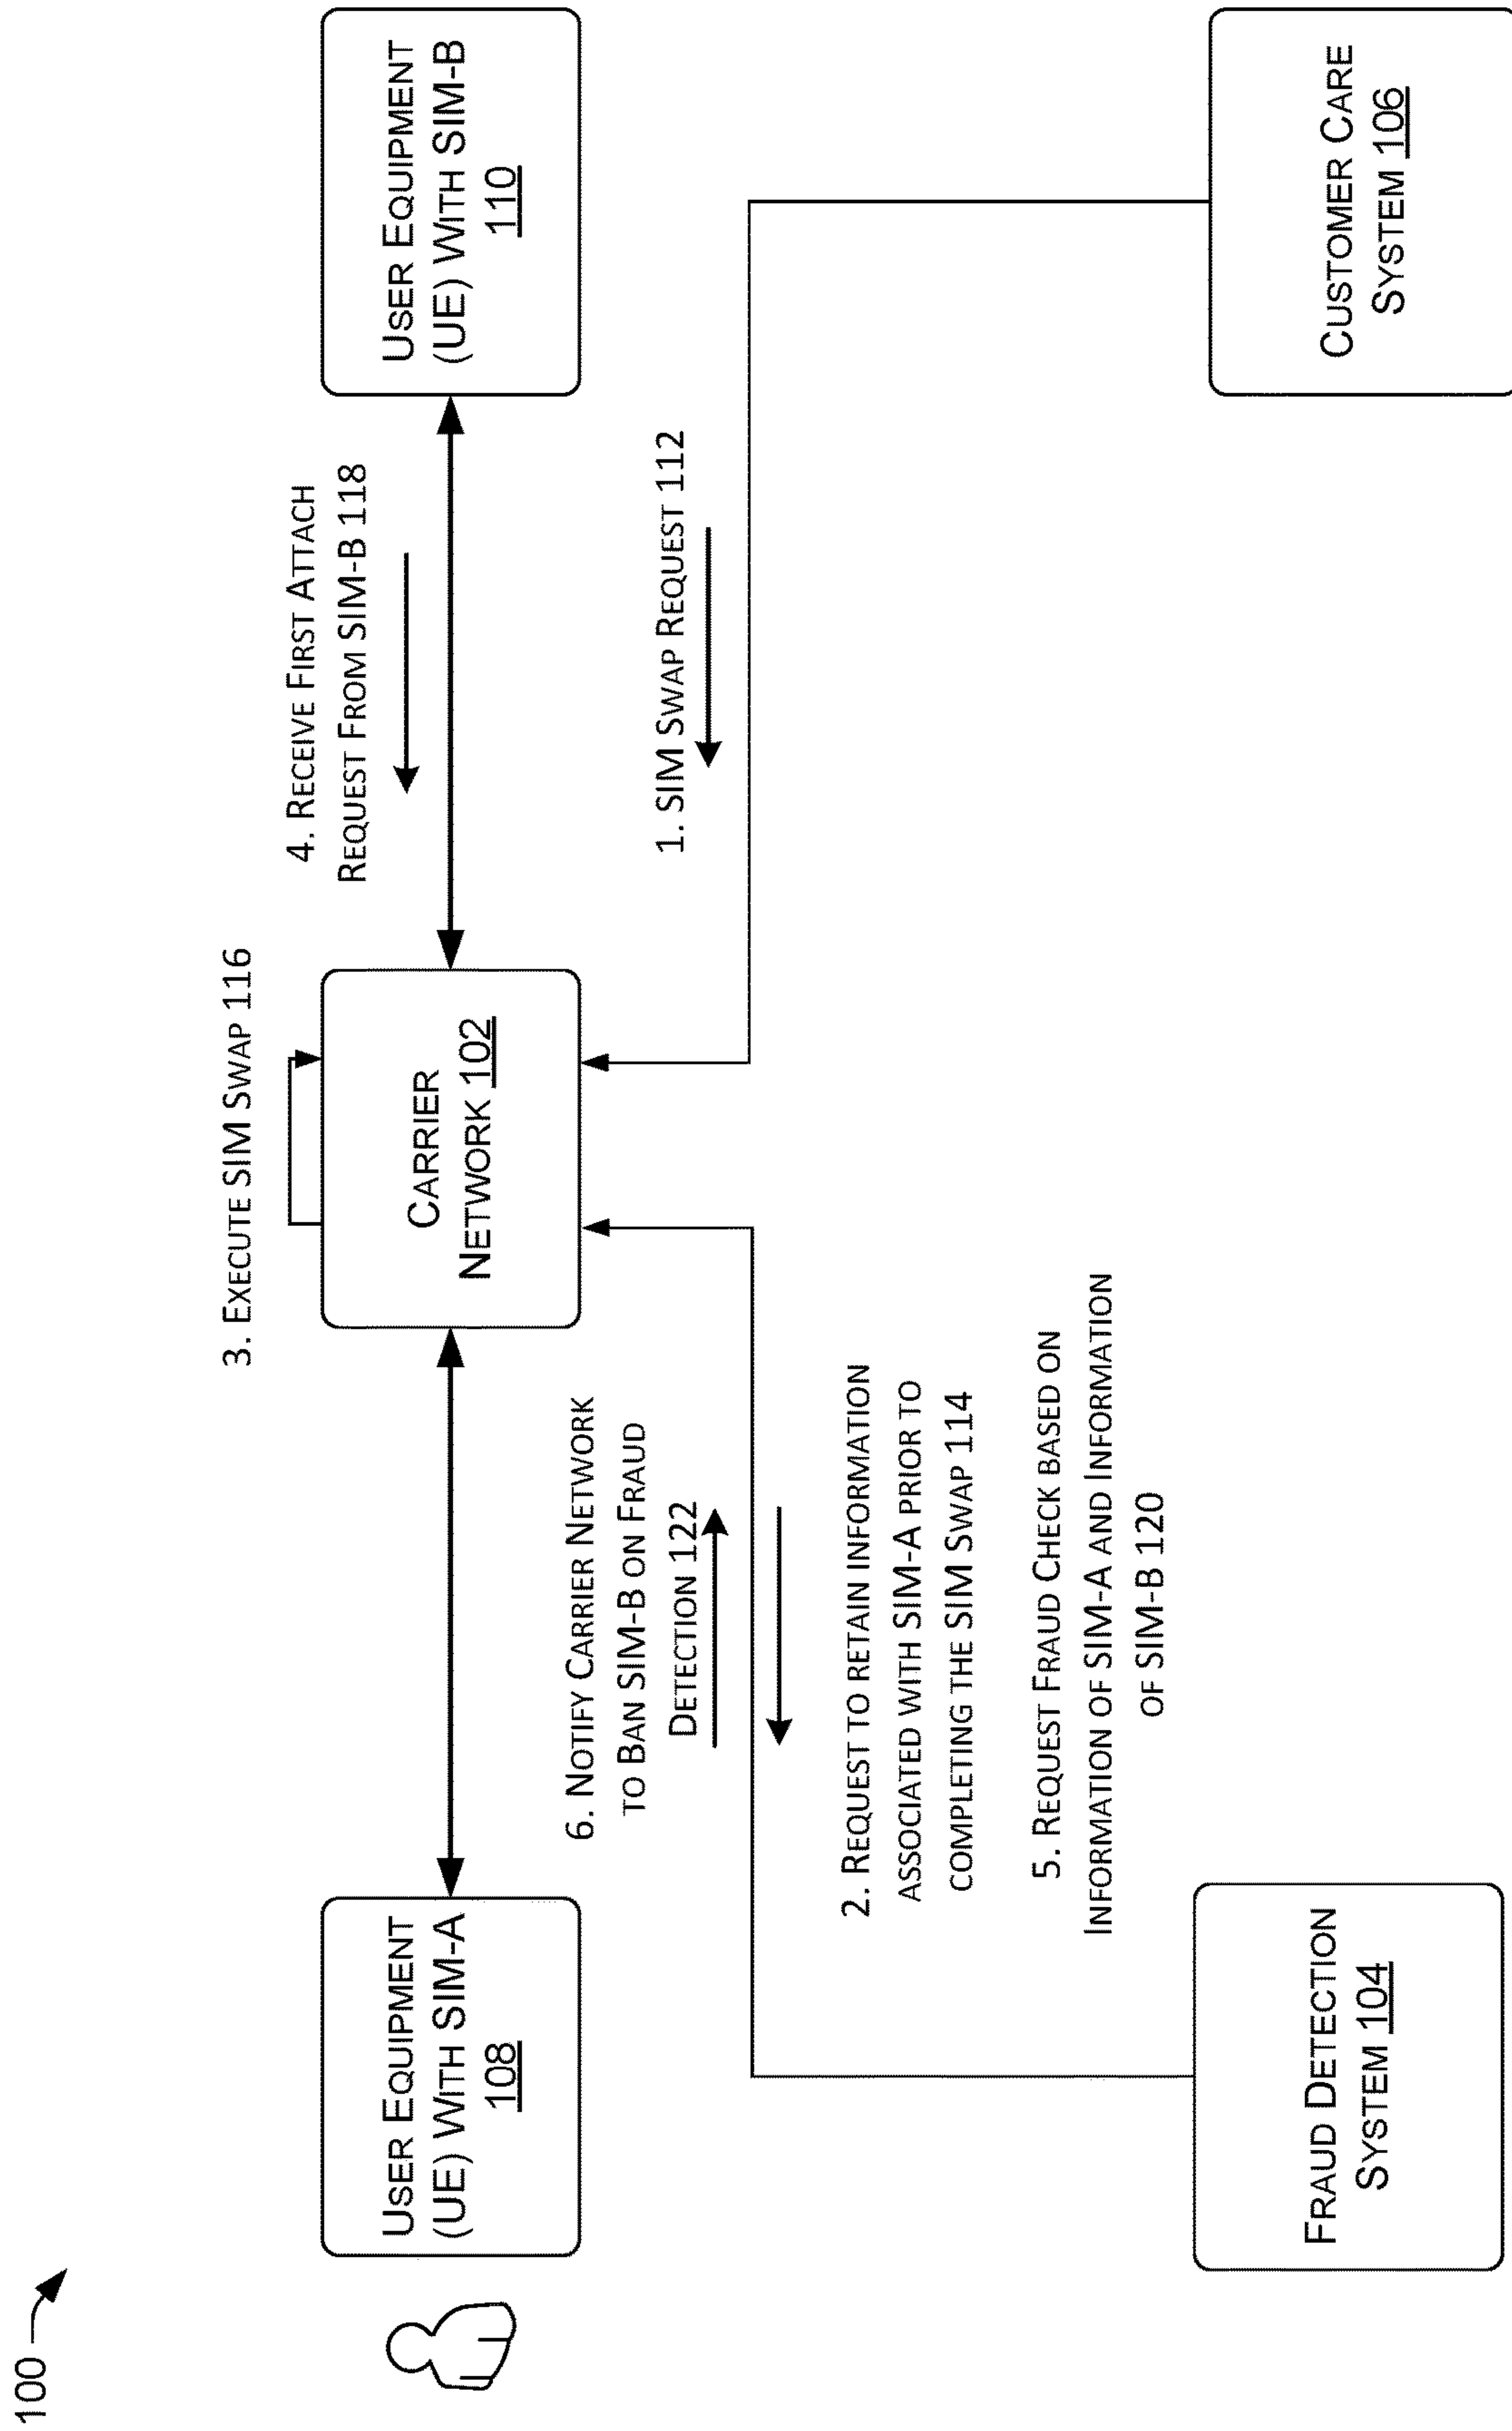 100
3. EXECUTE SIM SWAP 116
4. RECEIVE FIRST ATTACH
REQUEST FROM SIM-B 118
USER EQUIPMENT
(UE) WITH SIM-A
108
CARRIER
NETWORK 102
USER EQUIPMENT
(UE) WITH SIM-B
110
6. NOTIFY CARRIER NETWORK
TO BAN SIM-B ON FRAUD
DETECTION 122
1. SIM SWAP REQUEST 112
2. REQUEST TO RETAIN INFORMATION
ASSOCIATED WITH SIM-A PRIOR TO
COMPLETING THE SIM SWAP 114
5. REQUEST FRAUD CHECK BASED ON
INFORMATION OF SIM-A AND INFORMATION
OF SIM-B 120
FRAUD DETECTION
SYSTEM 104
CUSTOMER CARE
SYSTEM 106